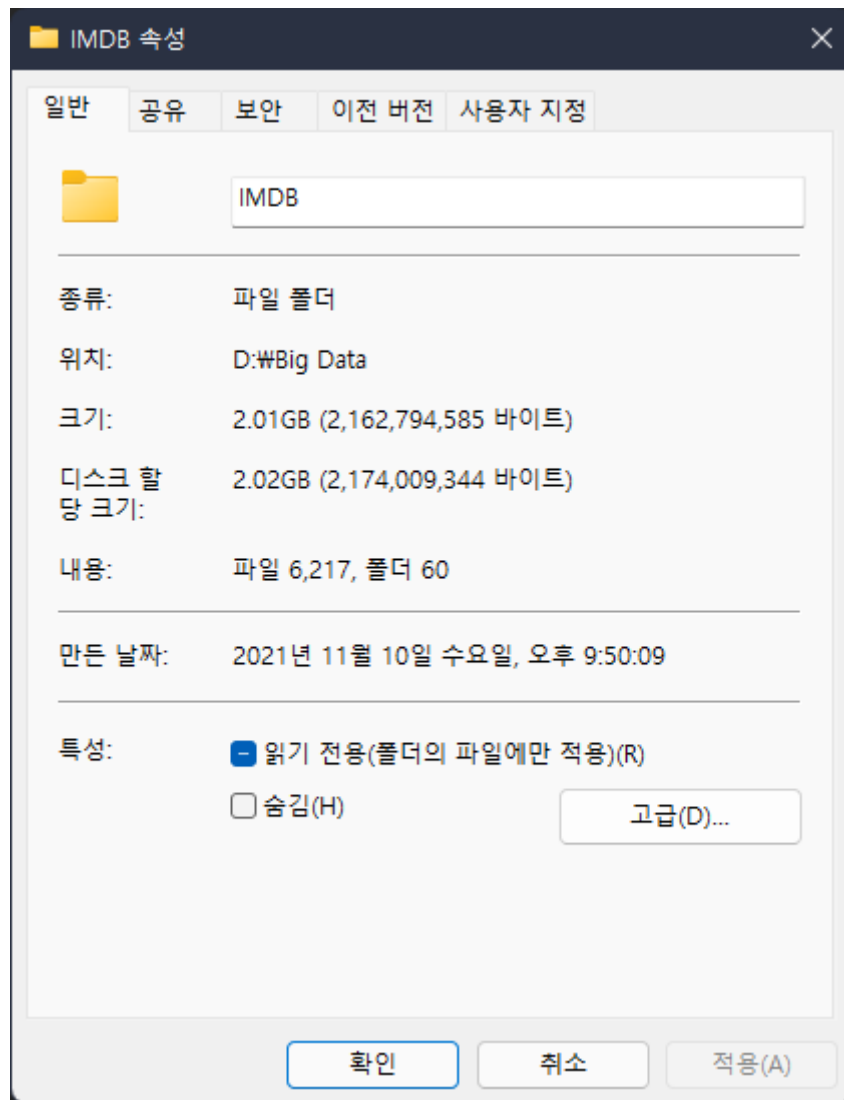 IMDB 속성
일반 공유 보안 이전 버전 사용자 지정
IMDB
종류: 파일 폴더
위치: D:₩Big Data
크기: 2.01GB (2,162,794,585 바이트)
디스크 할 2.02GB (2,174,009,344 바이트)
당 크기:
내용: 파일 6,217, 폴더 60
만든 날짜: 2021년 11월 10일 수요일, 오후 9:50:09
특성: 읽기 전용(폴더의 파일에만 적용)(R)
숨김(H) 고급(D)...
확인 취소 적용(A)